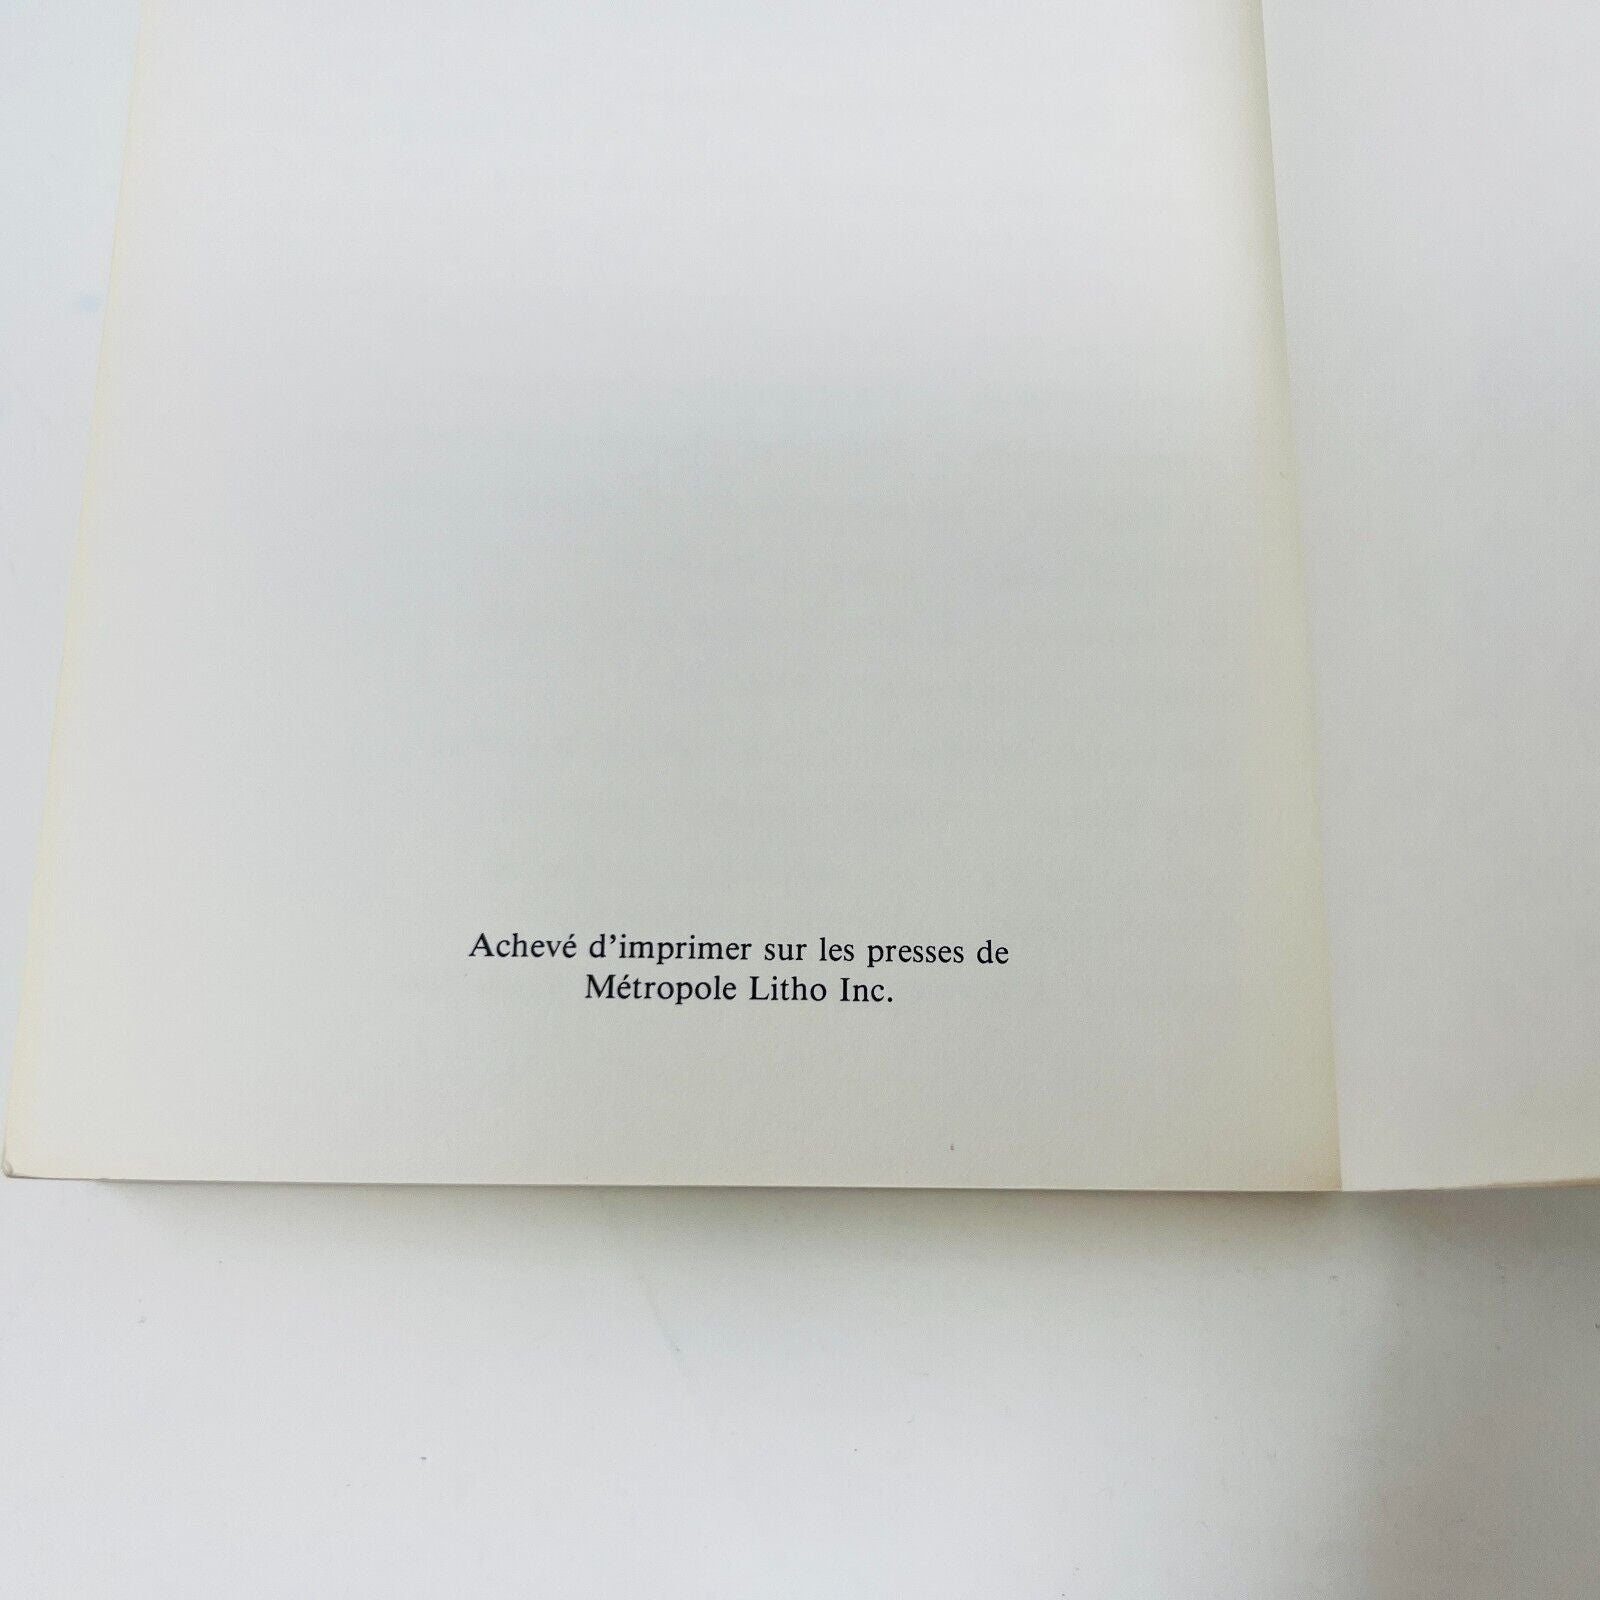 Achevé d’imprimer sur les presses de
Métropole Litho Inc.